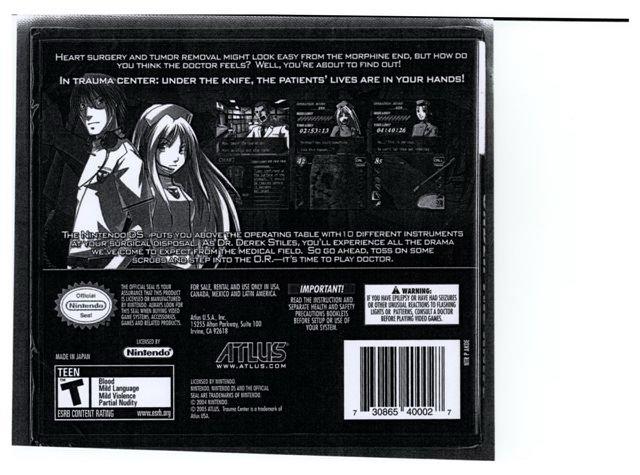 HEART SURGERY AND TUMOR REMOVAL MIGHT LOOK EASY FROM THE MORPHINE END, BUT HOW DO
YOU THINK THE DOCTOR FEELS? WELL, YOU'RE ABOUT TO FIND OUT!
IN TRAUMA CENTER: UNDER THE KNIFE, THE PATIENTS' LIVES ARE IN YOUR HANDS!
02:53:13
04:40:26
CHART
THE NINTENDO DS PUTS YOU ABOVE THE OPERATING TABLE WITH 10 DIFFERENT INSTRUMENTS
AT YOUR SURGICAL DISPOSAL. AS DR. DEREK STILES, YOU'LL EXPERIENCE ALL THE DRAMA
WE'VE COME TO EXPECT FROM THE MEDICAL FIELD. SO GO AHEAD, TOSS ON SOME
SCRUBS AND STEP INTO THE O.R.—IT'S TIME TO PLAY DOCTOR.
Official
Nintendo
Seal
THE OFFICIAL SEAL IS YOUR
ASSURANCE THAT THIS PRODUCT
IS LICENSED OR MANUFACTURED
BY NINTENDO. ALWAYS LOOK FOR
THIS SEAL WHEN BUYING VIDEO
GAME SYSTEMS, ACCESSORIES,
GAMES AND RELATED PRODUCTS.
FOR SALE, RENTAL AND USE ONLY IN USA,
CANADA, MEXICO AND LATIN AMERICA.
Atlus U.S.A., Inc.
15255 Alton Parkway, Suite 100
Irvine, CA 92618
IMPORTANT!
READ THE INSTRUCTION AND
SEPARATE HEALTH AND SAFETY
PRECAUTIONS BOOKLETS
BEFORE SETUP OR USE OF
YOUR SYSTEM.
WARNING:
IF YOU HAVE EPILEPSY OR HAVE HAD SEIZURES
OR OTHER UNUSUAL REACTIONS TO FLASHING
LIGHTS OR PATTERNS, CONSULT A DOCTOR
BEFORE PLAYING VIDEO GAMES.
MADE IN JAPAN
LICENSED BY
Nintendo
ATLUS
WWW.ATLUS.COM
TEEN
T
Blood
Mild Language
Mild Violence
Partial Nudity
ESRB CONTENT RATING www.esrb.org
LICENSED BY NINTENDO.
NINTENDO, NINTENDO DS AND THE OFFICIAL
SEAL ARE TRADEMARKS OF NINTENDO.
© 2004 NINTENDO.
© 2005 ATLUS. Trauma Center is a trademark of
Atlus USA.
7 30865 40002 7